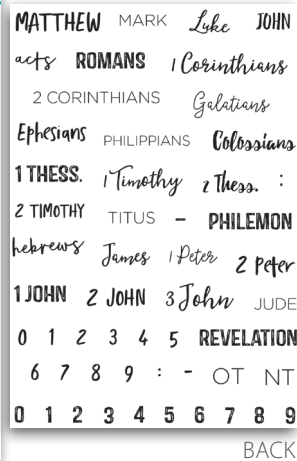 MATTHEW MARK Luke JOHN
acts ROMANS 1 Corinthians
2 CORINTHIANS Galatians
Ephesians PHILIPPIANS Colossians
1 THESS. 1 Timothy 2 Thess. :
2 TIMOTHY TITUS - PHILEMON
hebrews James 1 Peter 2 Peter
1 JOHN 2 JOHN 3 John JUDE
0 1 2 3 4 5 REVELATION
6 7 8 9 : - OT NT
0 1 2 3 4 5 6 7 8 9
BACK